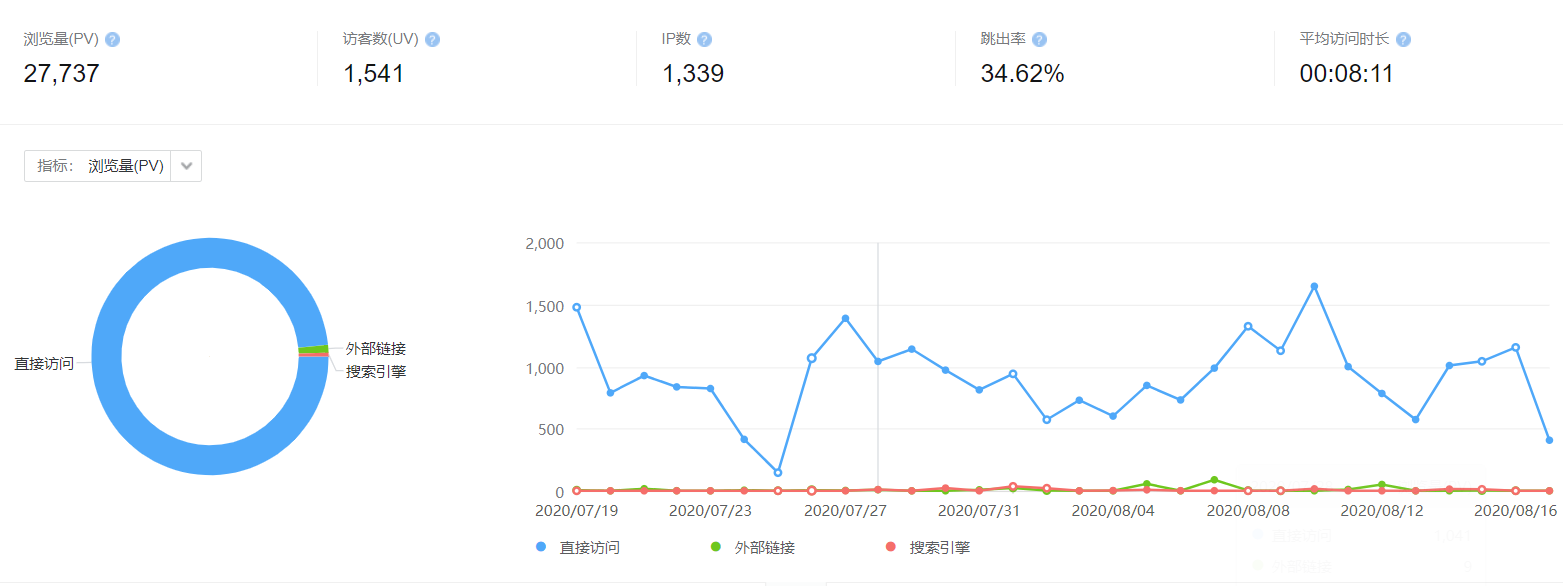 浏览量(PV) ? 访客数(UV) ? IP数 ? 跳出率 ? 平均访问时长 ?
27,737 1,541 1,339 34.62% 00:08:11
指标： 浏览量(PV)
直接访问
外部链接
搜索引擎
2,000
1,500
1,000
500
0
2020/07/19 2020/07/23 2020/07/27 2020/07/31 2020/08/04 2020/08/08 2020/08/12 2020/08/16
直接访问 外部链接 搜索引擎